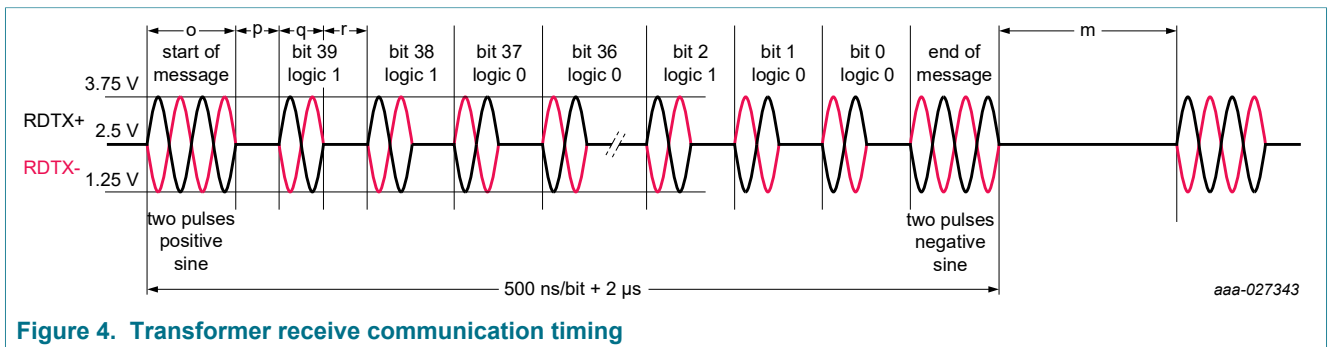 o p q r m
start of message
bit 39 logic 1
bit 38 logic 1
bit 37 logic 0
bit 36 logic 0
bit 2 logic 1
bit 1 logic 0
bit 0 logic 0
end of message
3.75 V
RDTX+
2.5 V
RDTX-
1.25 V
two pulses positive sine
two pulses negative sine
500 ns/bit + 2 μs
aaa-027343
Figure 4. Transformer receive communication timing